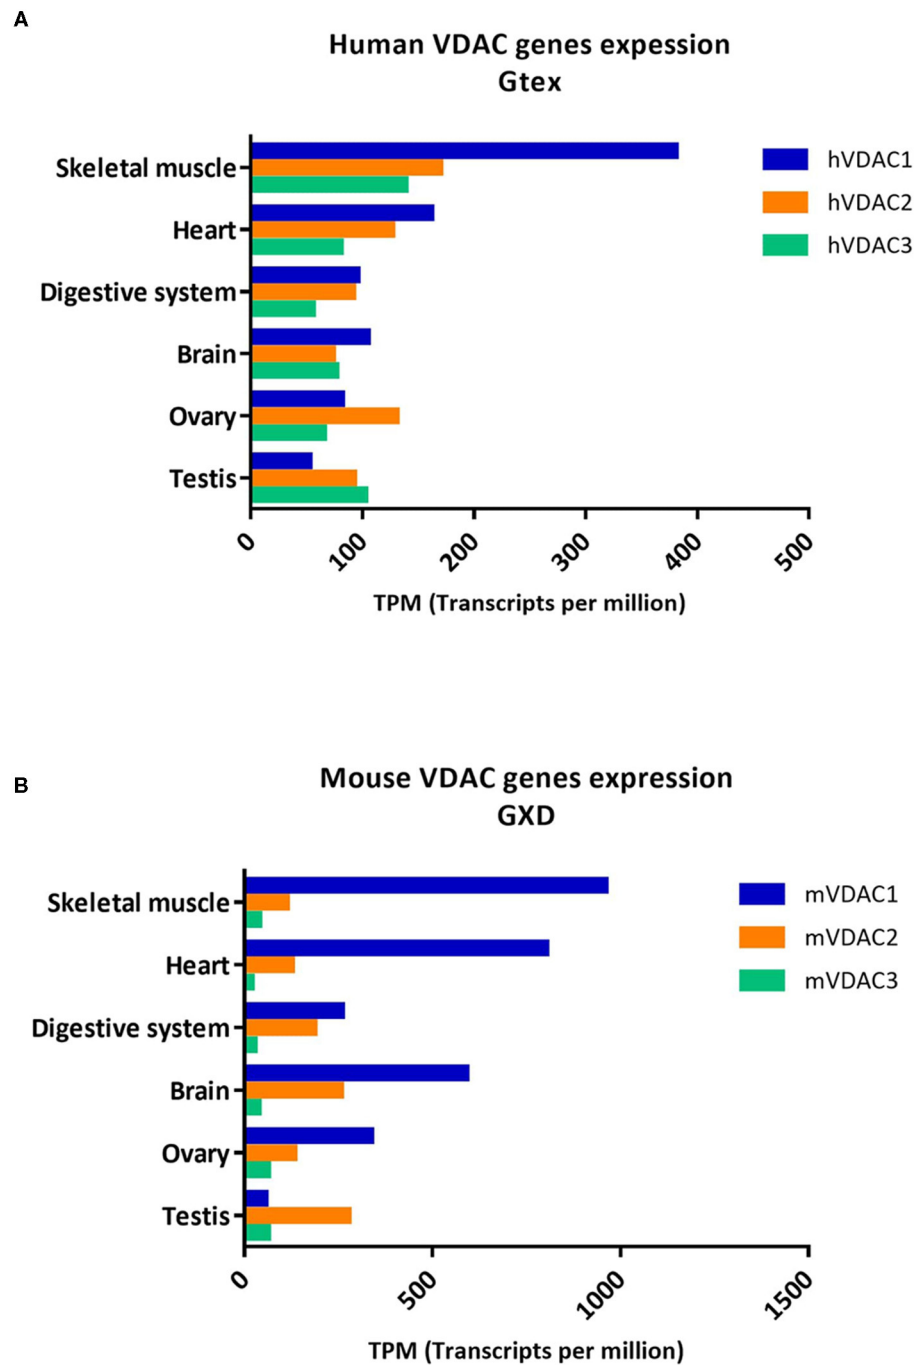 A
Human VDAC genes expession
Gtex
Skeletal muscle
Heart
Digestive system
Brain
Ovary
Testis
hVDAC1
hVDAC2
hVDAC3
0 100 200 300 400 500
TPM (Transcripts per million)
B
Mouse VDAC genes expression
GXD
Skeletal muscle
Heart
Digestive system
Brain
Ovary
Testis
mVDAC1
mVDAC2
mVDAC3
0 500 1000 1500
TPM (Transcripts per million)